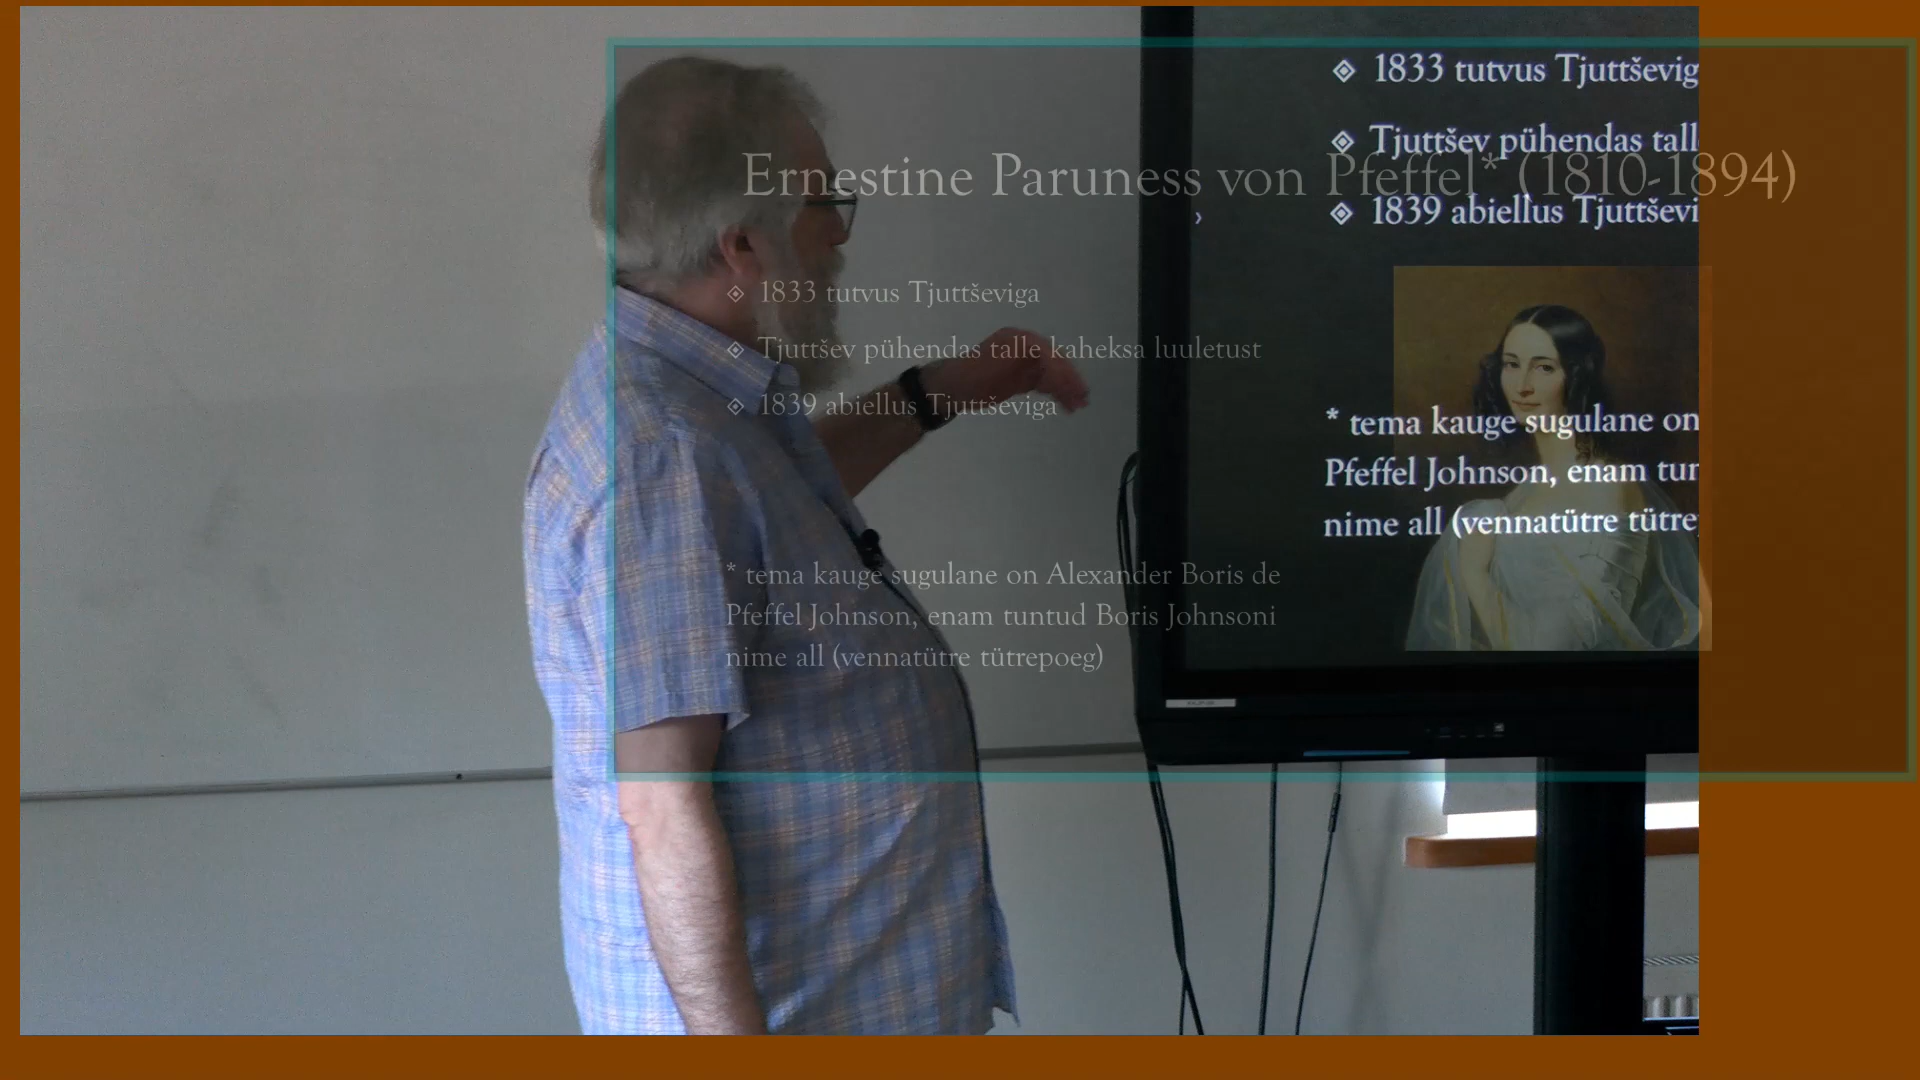 Ernestine Paruness von Pfeffel* (1810-1894)
1833 tutvus Tjuttševiga
Tjuttšev pühendas talle kaheksa luuletust
1839 abiellus Tjuttševiga
* tema kauge sugulane on Alexander Boris de
Pfeffel Johnson, enam tuntud Boris Johnsoni
nime all (vennatütre tütrepoeg)
1833 tutvus Tjuttševig
Tjuttšev pühendas talle
1839 abiellus Tjuttševi
* tema kauge sugulane on
Pfeffel Johnson, enam tun
nime all (vennatütre tütre